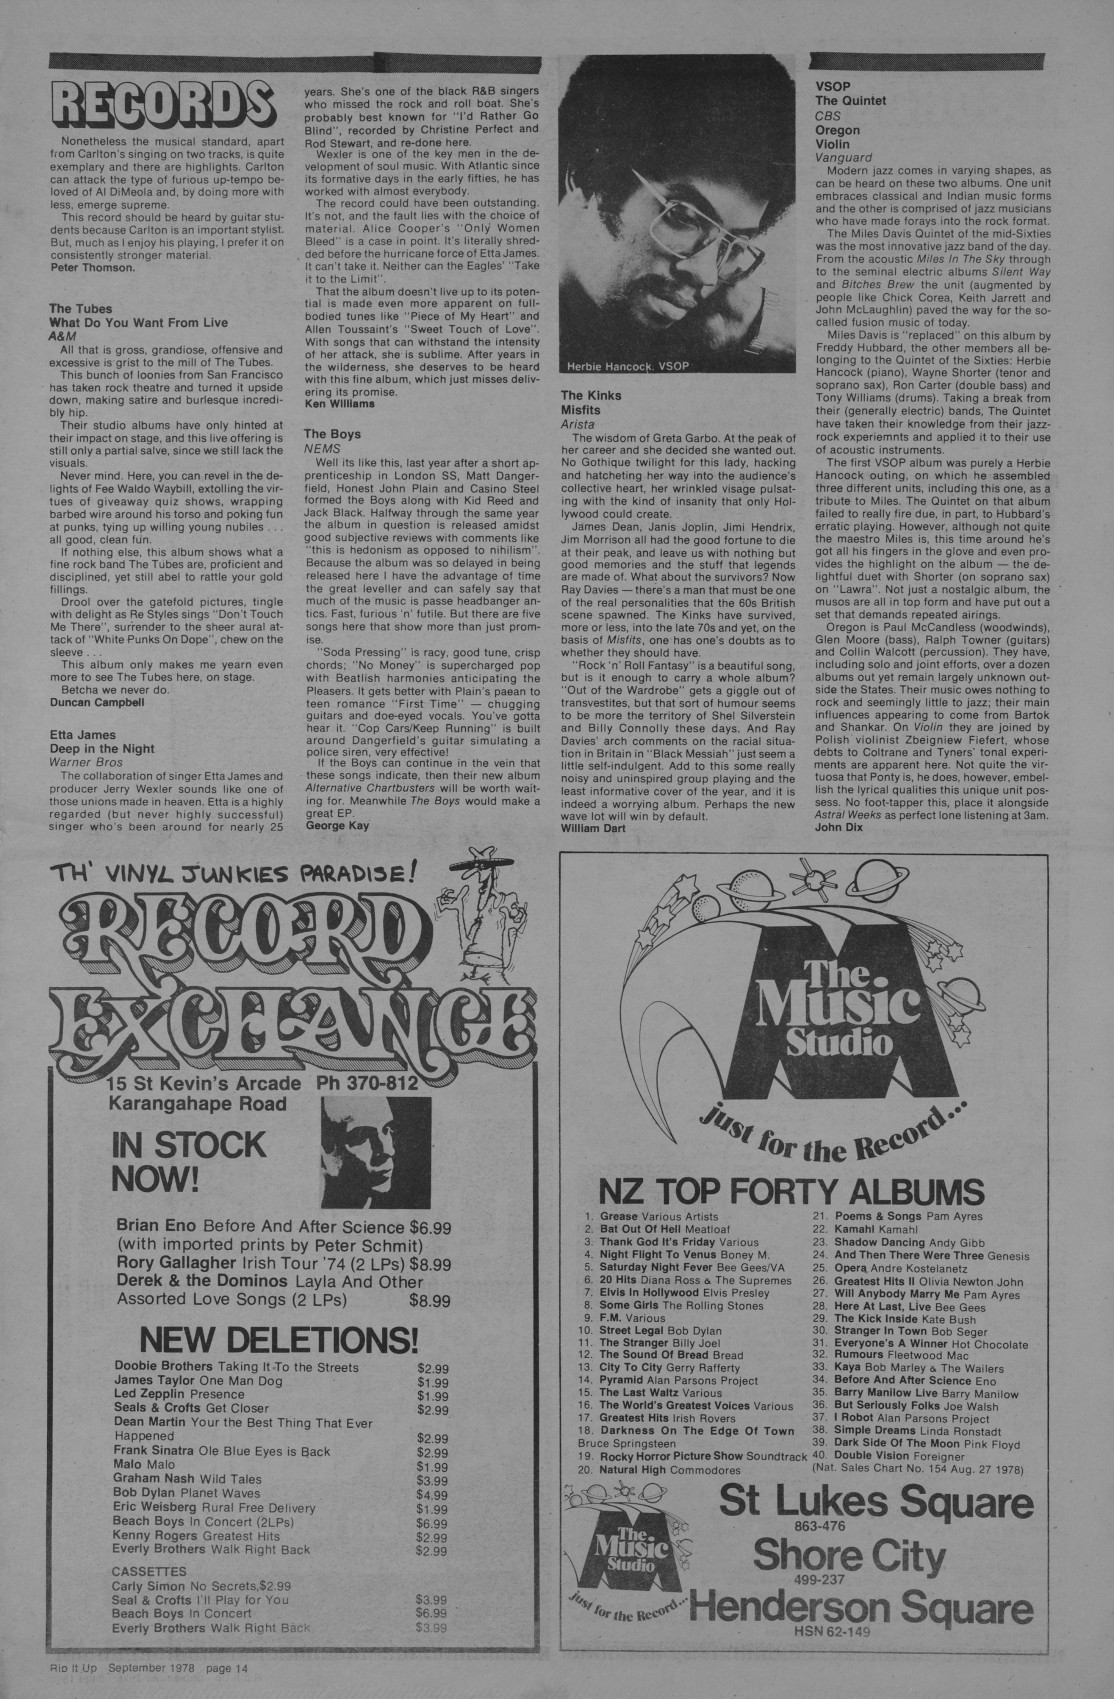 RECORDS
Nonetheless the musical standard, apart
from Carlton's singing on two tracks, is quite
exemplary and there are highlights. Carlton
can attack the type of furious up-tempo be-
loved of Al DiMeola and, by doing more with
less, emerge supreme.
This record should be heard by guitar stu-
dents because Carlton is an important stylist.
But, much as I enjoy his playing, I prefer it on
consistently stronger material.
Peter Thomson.
The Tubes
What Do You Want From Live
A&M
All that is gross, grandiose, offensive and
excessive is grist to the mill of The Tubes.
This bunch of loonies from San Francisco
has taken rock theatre and turned it upside
down, making satire and burlesque incredi-
bly hip.
Their studio albums have only hinted at
their impact on stage, and this live offering is
still only a partial salve, since we still lack the
visuals.
Never mind. Here, you can revel in the de-
lights of Fee Waldo Waybill, extolling the vir-
tues of giveaway quiz shows, wrapping
barbed wire around his torso and poking fun
at punks, tying up willing young nubiles . . .
all good, clean fun.
If nothing else, this album shows what a
fine rock band The Tubes are, proficient and
disciplined, yet still abel to rattle your gold
fillings.
Drool over the gatefold pictures, tingle
with delight as Re Styles sings "Don't Touch
Me There", surrender to the sheer aural at-
tack of "White Punks On Dope", chew on the
sleeve . . .
This album only makes me yearn even
more to see The Tubes here, on stage.
Betcha we never do.
Duncan Campbell
Etta James
Deep in the Night
Warner Bros
The collaboration of singer Etta James and
producer Jerry Wexler sounds like one of
those unions made in heaven. Etta is a highly
regarded (but never highly successful)
singer who's been around for nearly 25
years. She's one of the black R&B singers
who missed the rock and roll boat. She's
probably best known for "I'd Rather Go
Blind", recorded by Christine Perfect and
Rod Stewart, and re-done here.
Wexler is one of the key men in the de-
velopment of soul music. With Atlantic since
its formative days in the early fifties, he has
worked with almost everybody.
The record could have been outstanding.
It's not, and the fault lies with the choice of
material. Alice Cooper's "Only Women
Bleed" is a case in point. It's literally shred-
ded before the hurricane force of Etta James.
It can't take it. Neither can the Eagles' "Take
it to the Limit".
That the album doesn't live up to its poten-
tial is made even more apparent on full-
bodied tunes like "Piece of My Heart" and
Allen Toussaint's "Sweet Touch of Love".
With songs that can withstand the intensity
of her attack, she is sublime. After years in
the wilderness, she deserves to be heard
with this fine album, which just misses deliv-
ering its promise.
Ken Williams
The Boys
NEMS
Well its like this, last year after a short ap-
prenticeship in London SS, Matt Danger-
field, Honest John Plain and Casino Steel
formed the Boys along with Kid Reed and
Jack Black. Halfway through the same year
the album in question is released amidst
good subjective reviews with comments like
"this is hedonism as opposed to nihilism".
Because the album was so delayed in being
released here I have the advantage of time
the great leveller and can safely say that
much of the music is passe headbanger an-
tics. Fast, furious 'n' futile. But there are five
songs here that show more than just prom-
ise.
"Soda Pressing" is racy, good tune, crisp
chords; "No Money" is supercharged pop
with Beatlish harmonies anticipating the
Pleasers. It gets better with Plain's paean to
teen romance "First Time" — chugging
guitars and doe-eyed vocals. You've gotta
hear it. "Cop Cars/Keep Running" is built
around Dangerfield's guitar simulating a
police siren, very effective!
If the Boys can continue in the vein that
these songs indicate, then their new album
Alternative Chartbusters will be worth wait-
ing for. Meanwhile The Boys would make a
great EP.
George Kay
Herbie Hancock. VSOP
The Kinks
Misfits
Arista
The wisdom of Greta Garbo. At the peak of
her career and she decided she wanted out.
No Gothique twilight for this lady, hacking
and hatcheting her way into the audience's
collective heart, her wrinkled visage pulsat-
ing with the kind of insanity that only Hol-
lywood could create.
James Dean, Janis Joplin, Jimi Hendrix,
Jim Morrison all had the good fortune to die
at their peak, and leave us with nothing but
good memories and the stuff that legends
are made of. What about the survivors? Now
Ray Davies — there's a man that must be one
of the real personalities that the 60s British
scene spawned. The Kinks have survived,
more or less, into the late 70s and yet, on the
basis of Misfits, one has one's doubts as to
whether they should have.
"Rock 'n' Roll Fantasy" is a beautiful song,
but is it enough to carry a whole album?
"Out of the Wardrobe" gets a giggle out of
transvestites, but that sort of humour seems
to be more the territory of Shel Silverstein
and Billy Connolly these days. And Ray
Davies' arch comments on the racial situa-
tion in Britain in "Black Messiah" just seem a
little self-indulgent. Add to this some really
noisy and uninspired group playing and the
least informative cover of the year, and it is
indeed a worrying album. Perhaps the new
wave lot will win by default.
William Dart
VSOP
The Quintet
CBS
Oregon
Violin
Vanguard
Modern jazz comes in varying shapes, as
can be heard on these two albums. One unit
embraces classical and Indian music forms
and the other is comprised of jazz musicians
who have made forays into the rock format.
The Miles Davis Quintet of the mid-Sixties
was the most innovative jazz band of the day.
From the acoustic Miles In The Sky through
to the seminal electric albums Silent Way
and Bitches Brew the unit (augmented by
people like Chick Corea, Keith Jarrett and
John McLaughlin) paved the way for the so-
called fusion music of today.
Miles Davis is "replaced" on this album by
Freddy Hubbard, the other members all be-
longing to the Quintet of the Sixties: Herbie
Hancock (piano), Wayne Shorter (tenor and
soprano sax), Ron Carter (double bass) and
Tony Williams (drums). Taking a break from
their (generally electric) bands, The Quintet
have taken their knowledge from their jazz-
rock experiemnts and applied it to their use
of acoustic instruments.
The first VSOP album was purely a Herbie
Hancock outing, on which he assembled
three different units, including this one, as a
tribute to Miles. The Quintet on that album
failed to really fire due, in part, to Hubbard's
erratic playing. However, although not quite
the maestro Miles is, this time around he's
got all his fingers in the glove and even pro-
vides the highlight on the album — the de-
lightful duet with Shorter (on soprano sax)
on "Lawra". Not just a nostalgic album, the
musos are all in top form and have put out a
set that demands repeated airings.
Oregon is Paul McCandless (woodwinds),
Glen Moore (bass), Ralph Towner (guitars)
and Collin Walcott (percussion). They have,
including solo and joint efforts, over a dozen
albums out yet remain largely unknown out-
side the States. Their music owes nothing to
rock and seemingly little to jazz; their main
influences appearing to come from Bartok
and Shankar. On Violin they are joined by
Polish violinist Zbeigniew Fiefert, whose
debts to Coltrane and Tyners' tonal experi-
ments are apparent here. Not quite the vir-
tuosa that Ponty is, he does, however, embel-
lish the lyrical qualities this unique unit pos-
sess. No foot-tapper this, place it alongside
Astral Weeks as perfect lone listening at 3am.
John Dix
TH' VINYL JUNKIES PARADISE!
RECORD
EXCHANGE
15 St Kevin's Arcade Ph 370-812
Karangahape Road
IN STOCK
NOW!
Brian Eno Before And After Science $6.99
(with imported prints by Peter Schmit)
Rory Gallagher Irish Tour '74 (2 LPs) $8.99
Derek & the Dominos Layla And Other
Assorted Love Songs (2 LPs) $8.99
NEW DELETIONS!
Doobie Brothers Taking It To the Streets $2.99
James Taylor One Man Dog $1.99
Led Zepplin Presence $1.99
Seals & Crofts Get Closer $2.99
Dean Martin Your the Best Thing That Ever
Happened $2.99
Frank Sinatra Ole Blue Eyes is Back $2.99
Malo Malo $1.99
Graham Nash Wild Tales $3.99
Bob Dylan Planet Waves $4.99
Eric Weisberg Rural Free Delivery $1.99
Beach Boys In Concert (2LPs) $6.99
Kenny Rogers Greatest Hits $2.99
Everly Brothers Walk Right Back $2.99
CASSETTES
Carly Simon No Secrets,$2.99
Seal & Crofts I'll Play for You $3.99
Beach Boys In Concert $6.99
Everly Brothers Walk Right Back $3.99
The
Music
Studio
just for the Record...
NZ TOP FORTY ALBUMS
1. Grease Various Artists
2. Bat Out Of Hell Meatloaf
3. Thank God It's Friday Various
4. Night Flight To Venus Boney M.
5. Saturday Night Fever Bee Gees/VA
6. 20 Hits Diana Ross & The Supremes
7. Elvis In Hollywood Elvis Presley
8. Some Girls The Rolling Stones
9. F.M. Various
10. Street Legal Bob Dylan
11. The Stranger Billy Joel
12. The Sound Of Bread Bread
13. City To City Gerry Rafferty
14. Pyramid Alan Parsons Project
15. The Last Waltz Various
16. The World's Greatest Voices Various
17. Greatest Hits Irish Rovers
18. Darkness On The Edge Of Town
Bruce Springsteen
19. Rocky Horror Picture Show Soundtrack
20. Natural High Commodores
21. Poems & Songs Pam Ayres
22. Kamahl Kamahl
23. Shadow Dancing Andy Gibb
24. And Then There Were Three Genesis
25. Opera Andre Kostelanetz
26. Greatest Hits II Olivia Newton John
27. Will Anybody Marry Me Pam Ayres
28. Here At Last, Live Bee Gees
29. The Kick Inside Kate Bush
30. Stranger In Town Bob Seger
31. Everyone's A Winner Hot Chocolate
32. Rumours Fleetwood Mac
33. Kaya Bob Marley & The Wailers
34. Before And After Science Eno
35. Barry Manilow Live Barry Manilow
36. But Seriously Folks Joe Walsh
37. I Robot Alan Parsons Project
38. Simple Dreams Linda Ronstadt
39. Dark Side Of The Moon Pink Floyd
40. Double Vision Foreigner
(Nat. Sales Chart No. 154 Aug. 27 1978)
The
Music
Studio
just for the Record...
St Lukes Square
863-476
Shore City
499-237
Henderson Square
HSN 62-149
Rip It Up September 1978 page 14